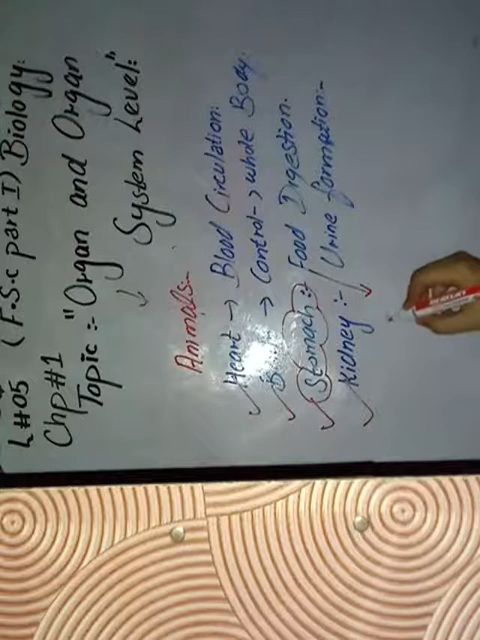 L#05 (F.Sc part I) Biology:
Chp#1
Topic :- "Organ and Organ
→ System Level:"
Animals:-
Heart → Blood Circulation:
→ Control → whole Body:
Stomach :- Food Digestion:
Kidney :- Urine formation:-